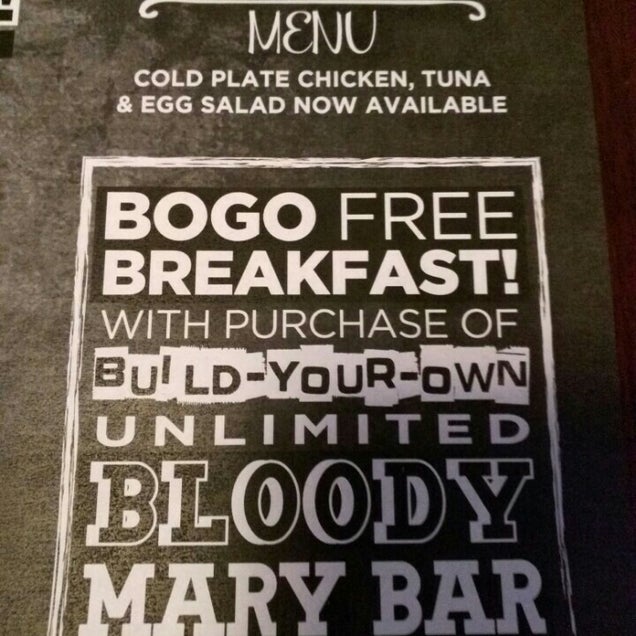 MENU
COLD PLATE CHICKEN, TUNA
& EGG SALAD NOW AVAILABLE
BOGO FREE
BREAKFAST!
WITH PURCHASE OF
BUILD-YOUR-OWN
UNLIMITED
BLOODY
MARY BAR